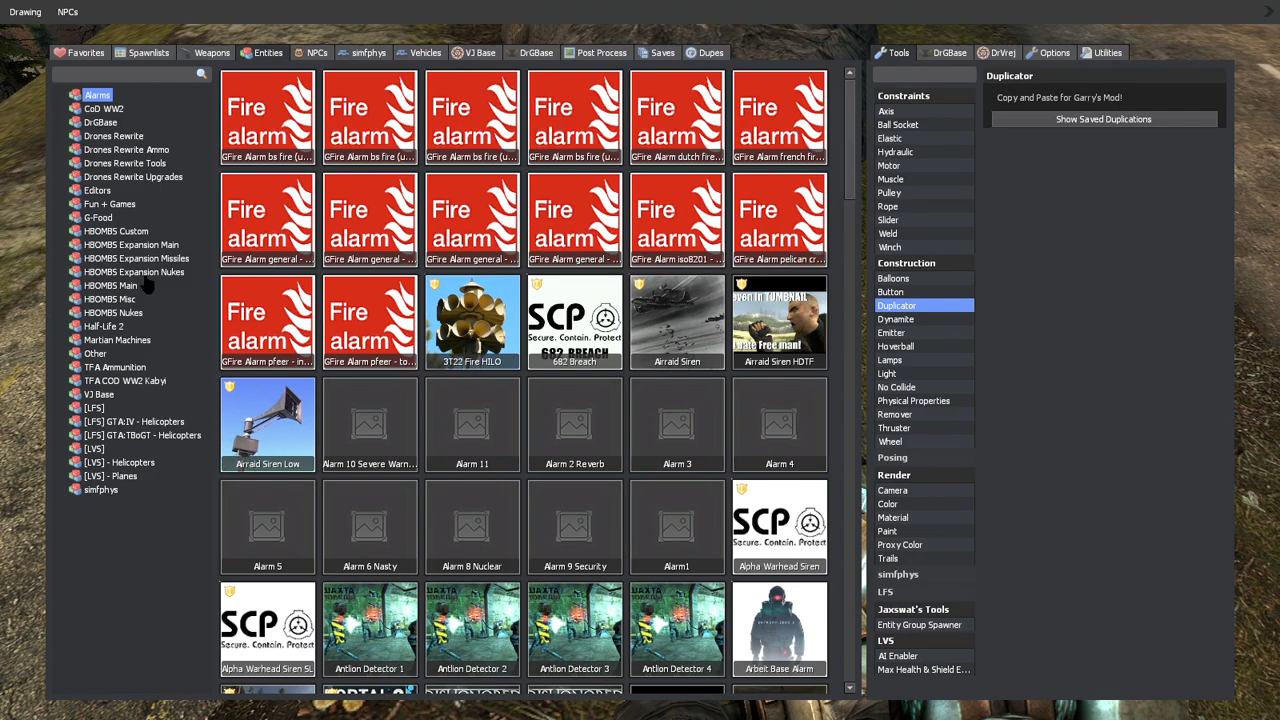 Drawing NPCs
Favorites Spawnlists Weapons Entities NPCs simfphys Vehicles VJ Base DrGBase Post Process Saves Dupes
Tools DrGBase DrVrej Options Utilities
Alarms
CoD WW2
DrGBase
Drones Rewrite
Drones Rewrite Ammo
Drones Rewrite Tools
Drones Rewrite Upgrades
Editors
Fun + Games
G-Food
HBOMBS Custom
HBOMBS Expansion Main
HBOMBS Expansion Missiles
HBOMBS Expansion Nukes
HBOMBS Main
HBOMBS Misc
HBOMBS Nukes
Half-Life 2
Martian Machines
Other
TFA Ammunition
TFA COD WW2 Kabyi
VJ Base
[LFS]
[LFS] GTA:IV - Helicopters
[LFS] GTA:TBoGT - Helicopters
[LVS]
[LVS] - Helicopters
[LVS] - Planes
simfphys
Fire alarm Fire alarm Fire alarm Fire alarm Fire alarm Fire alarm
GFire Alarm bs fire (u... GFire Alarm bs fire (u... GFire Alarm bs fire (u... GFire Alarm bs fire (u... GFire Alarm dutch fire... GFire Alarm french fir...
Fire alarm Fire alarm Fire alarm Fire alarm Fire alarm Fire alarm
GFire Alarm general - ... GFire Alarm general - ... GFire Alarm general - ... GFire Alarm general - ... GFire Alarm iso8201 - ... GFire Alarm pelican cr...
Fire alarm Fire alarm SCP
Secure. Contain. Protect.
682 BREACH
GFire Alarm pfeer - in... GFire Alarm pfeer - to... 3T22 Fire HILO 682 Breach Airraid Siren Airraid Siren HDTF
Airraid Siren Low Alarm 10 Severe Warn... Alarm 11 Alarm 2 Reverb Alarm 3 Alarm 4
SCP
Secure. Contain. Protect
Alarm 5 Alarm 6 Nasty Alarm 8 Nuclear Alarm 9 Security Alarm1 Alpha Warhead Siren
SCP
Secure. Contain. Protect
Alpha Warhead Siren SL Antlion Detector 1 Antlion Detector 2 Antlion Detector 3 Antlion Detector 4 Arbeit Base Alarm
Constraints
Axis
Ball Socket
Elastic
Hydraulic
Motor
Muscle
Pulley
Rope
Slider
Weld
Winch
Construction
Balloons
Button
Duplicator
Dynamite
Emitter
Hoverball
Lamps
Light
No Collide
Physical Properties
Remover
Thruster
Wheel
Posing
Render
Camera
Color
Material
Paint
Proxy Color
Trails
simfphys
LFS
Jaxswat's Tools
Entity Group Spawner
LVS
AI Enabler
Max Health & Shield E...
Duplicator
Copy and Paste for Garry's Mod!
Show Saved Duplications